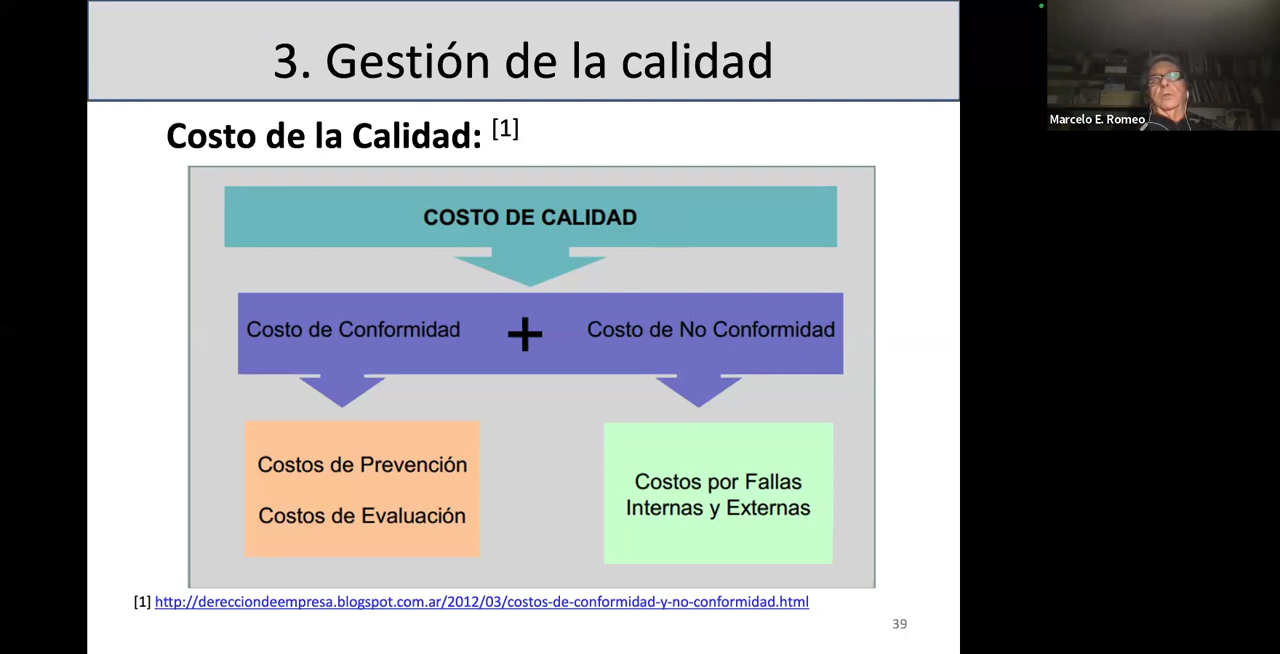 3. Gestión de la calidad
Marcelo E. Romeo
Costo de la Calidad: [1]
COSTO DE CALIDAD
Costo de Conformidad + Costo de No Conformidad
Costos de Prevención
Costos de Evaluación
Costos por Fallas
Internas y Externas
[1] http://derecciondeempresa.blogspot.com.ar/2012/03/costos-de-conformidad-y-no-conformidad.html
39